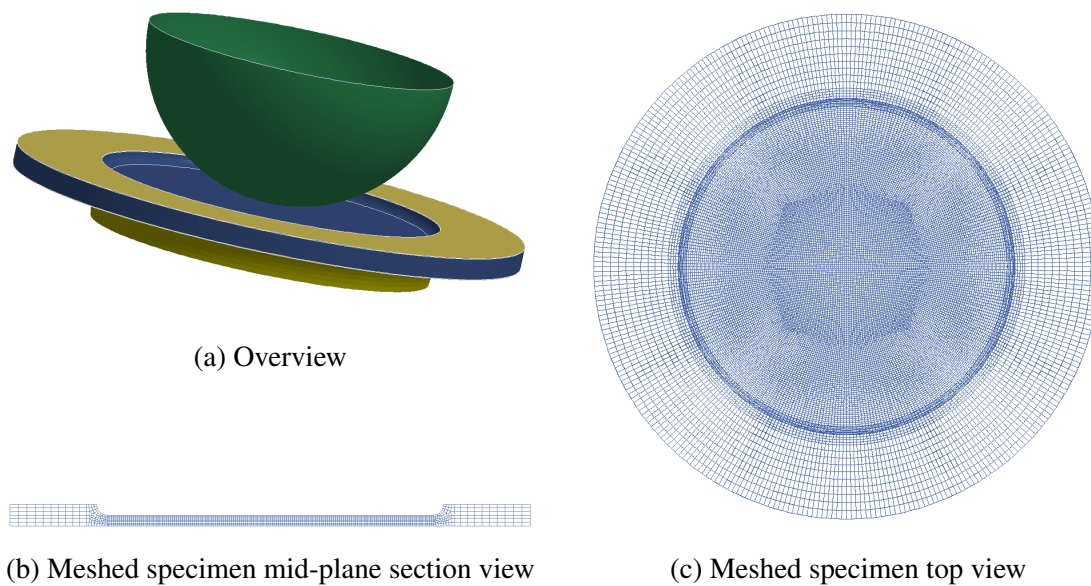 (a) Overview
(b) Meshed specimen mid-plane section view
(c) Meshed specimen top view